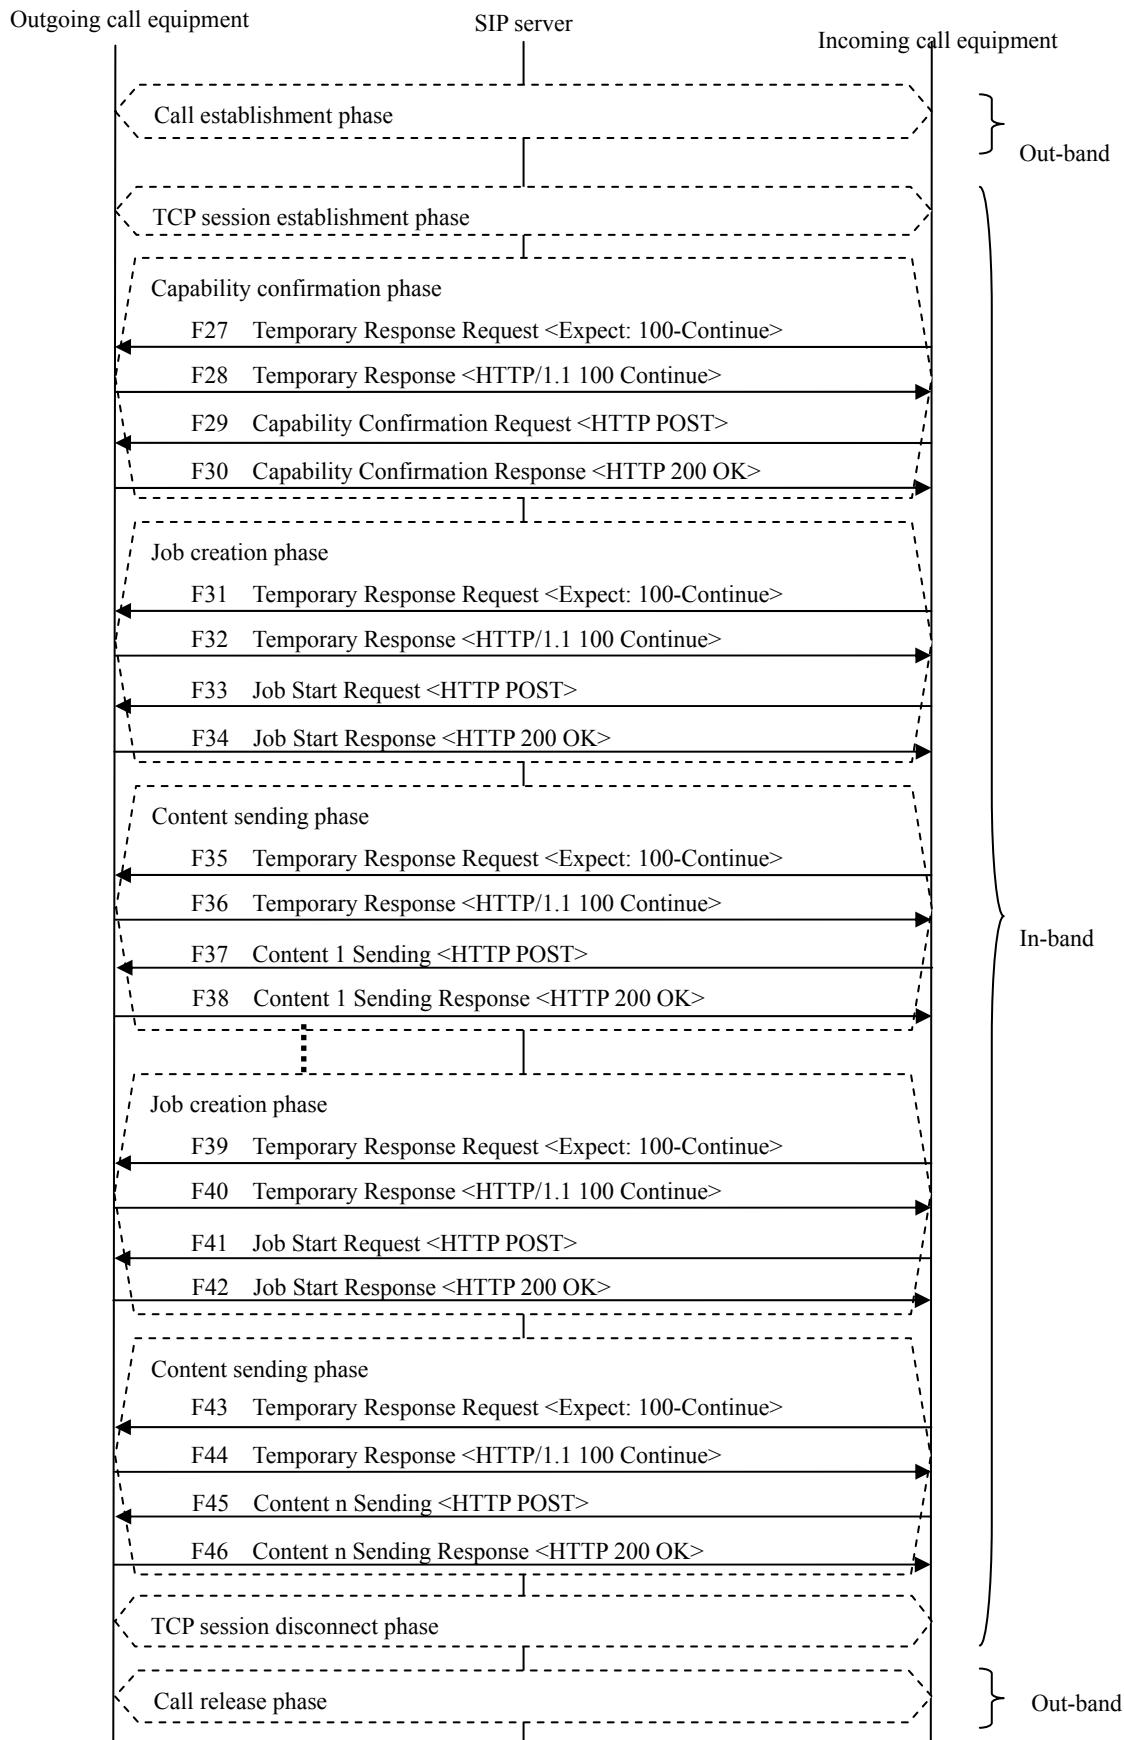 Outgoing call equipment
SIP server
Incoming call equipment
Call establishment phase
Out-band
TCP session establishment phase
Capability confirmation phase
F27 Temporary Response Request <Expect: 100-Continue>
F28 Temporary Response <HTTP/1.1 100 Continue>
F29 Capability Confirmation Request <HTTP POST>
F30 Capability Confirmation Response <HTTP 200 OK>
Job creation phase
F31 Temporary Response Request <Expect: 100-Continue>
F32 Temporary Response <HTTP/1.1 100 Continue>
F33 Job Start Request <HTTP POST>
F34 Job Start Response <HTTP 200 OK>
Content sending phase
F35 Temporary Response Request <Expect: 100-Continue>
F36 Temporary Response <HTTP/1.1 100 Continue>
In-band
F37 Content 1 Sending <HTTP POST>
F38 Content 1 Sending Response <HTTP 200 OK>
Job creation phase
F39 Temporary Response Request <Expect: 100-Continue>
F40 Temporary Response <HTTP/1.1 100 Continue>
F41 Job Start Request <HTTP POST>
F42 Job Start Response <HTTP 200 OK>
Content sending phase
F43 Temporary Response Request <Expect: 100-Continue>
F44 Temporary Response <HTTP/1.1 100 Continue>
F45 Content n Sending <HTTP POST>
F46 Content n Sending Response <HTTP 200 OK>
TCP session disconnect phase
Call release phase
Out-band